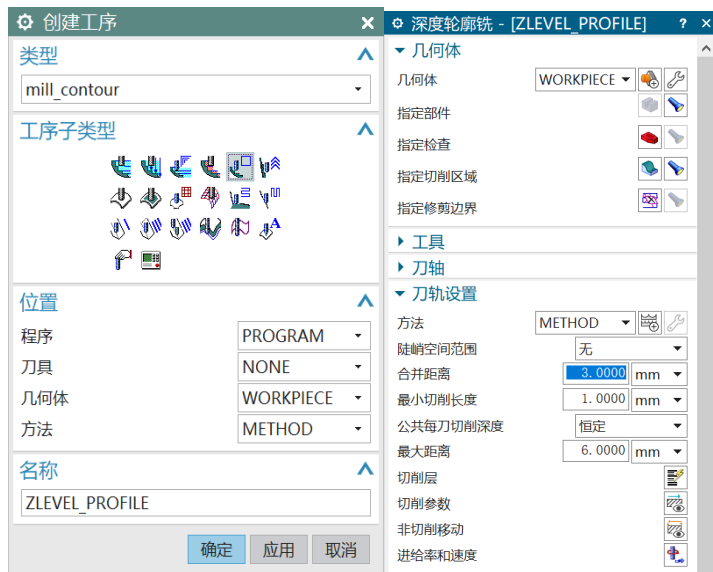 创建工序
类型
mill_contour
工序子类型
位置
程序 PROGRAM
刀具 NONE
几何体 WORKPIECE
方法 METHOD
名称
ZLEVEL_PROFILE
确定 应用 取消
深度轮廓铣 - [ZLEVEL_PROFILE] ? ×
几何体
几何体 WORKPIECE
指定部件
指定检查
指定切削区域
指定修剪边界
工具
刀轴
刀轨设置
方法 METHOD
陡峭空间范围 无
合并距离 3.0000 mm
最小切削长度 1.0000 mm
公共每刀切削深度 恒定
最大距离 6.0000 mm
切削层
切削参数
非切削移动
进给率和速度